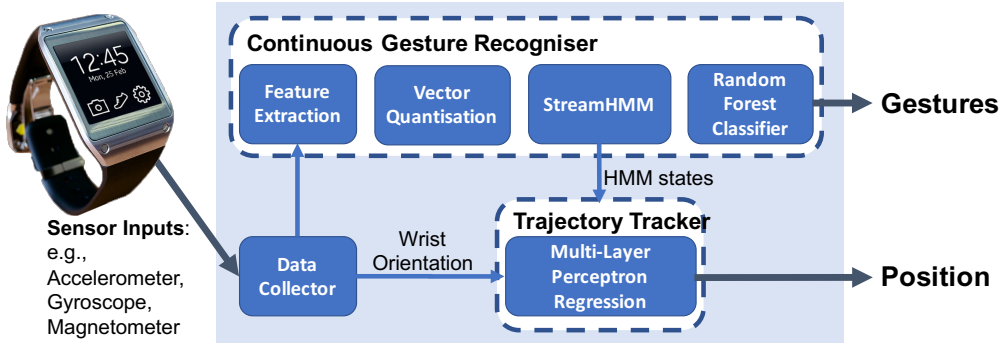 Continuous Gesture Recogniser
12:45
Mon, 25 Feb
Feature
Extraction
Vector
Quantisation
StreamHMM
Random
Forest
Classifier
Gestures
HMM states
Sensor Inputs:
e.g.,
Accelerometer,
Gyroscope,
Magnetometer
Data
Collector
Wrist
Orientation
Trajectory Tracker
Multi-Layer
Perceptron
Regression
Position